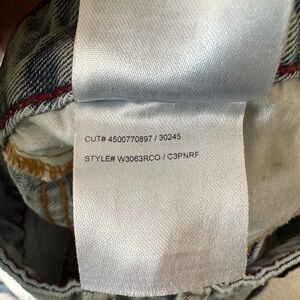 CUT# 4500770897 / 30245
STYLE# W3063RCO / C3PNRF